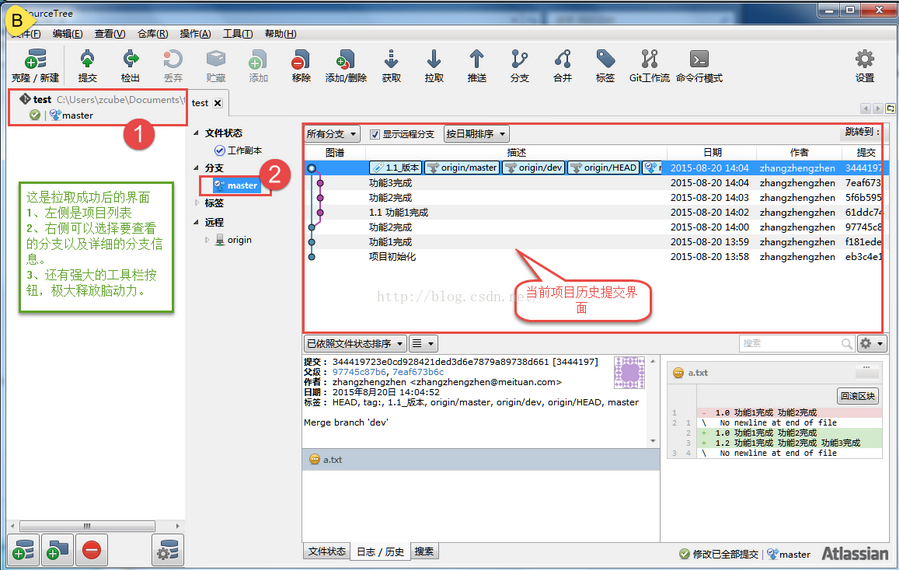 B
SourceTree
文件(F) 编辑(E) 查看(V) 仓库(R) 操作(A) 工具(T) 帮助(H)
克隆 / 新建 提交 检出 丢弃 贮藏 添加 移除 添加/删除 获取 拉取 推送 分支 合并 标签 Git工作流 命令行模式 设置
test C:\Users\zcube\Documents\t
master
1
test
文件状态
工作副本
分支
master
2
标签
远程
origin
这是拉取成功后的界面
1、左侧是项目列表
2、右侧可以选择要查看
的分支以及详细的分支信
息。
3、还有强大的工具栏按
钮，极大释放脑动力。
所有分支 显示远程分支 按日期排序 跳转到：
图谱 描述 日期 作者 提交
1.1_版本 origin/master origin/dev origin/HEAD 2015-08-20 14:04 zhangzhengzhen 3444197
功能3完成 2015-08-20 14:04 zhangzhengzhen 7eaf673
功能2完成 2015-08-20 14:03 zhangzhengzhen 5f6b595
1.1 功能1完成 2015-08-20 14:02 zhangzhengzhen 61ddc74
功能2完成 2015-08-20 14:00 zhangzhengzhen 97745c8
功能1完成 2015-08-20 13:59 zhangzhengzhen f181ede
项目初始化 2015-08-20 13:58 zhangzhengzhen eb3c4e1
http://blog.csdn.net/
当前项目历史提交界
面
已依照文件状态排序 搜索
提交： 344419723e0cd928421ded3d6e7879a89738d661 [3444197]
父级： 97745c87b6, 7eaf673b6c
作者： zhangzhengzhen <zhangzhengzhen@meituan.com>
日期： 2015年8月20日 14:04:52
标签： HEAD, tag:, 1.1_版本, origin/master, origin/dev, origin/HEAD, master
Merge branch 'dev'
a.txt
a.txt
回滚区块
1 - 1.0 功能1完成 功能2完成
2 1 \ No newline at end of file
2 + 1.0 功能1完成 功能2完成
3 + 1.2 功能1完成 功能2完成 功能3完成
3 4 \ No newline at end of file
文件状态 日志 / 历史 搜索
修改已全部提交 master Atlassian